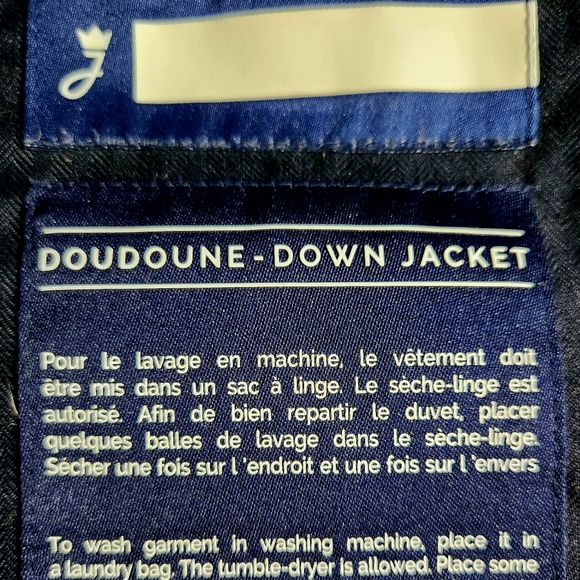 J
DOUDOUNE - DOWN JACKET
Pour le lavage en machine, le vêtement doit
être mis dans un sac à linge. Le sèche-linge est
autorisé. Afin de bien repartir le duvet, placer
quelques balles de lavage dans le sèche-linge.
Sécher une fois sur l 'endroit et une fois sur l 'envers
To wash garment in washing machine, place it in
a laundry bag. The tumble-dryer is allowed. Place some